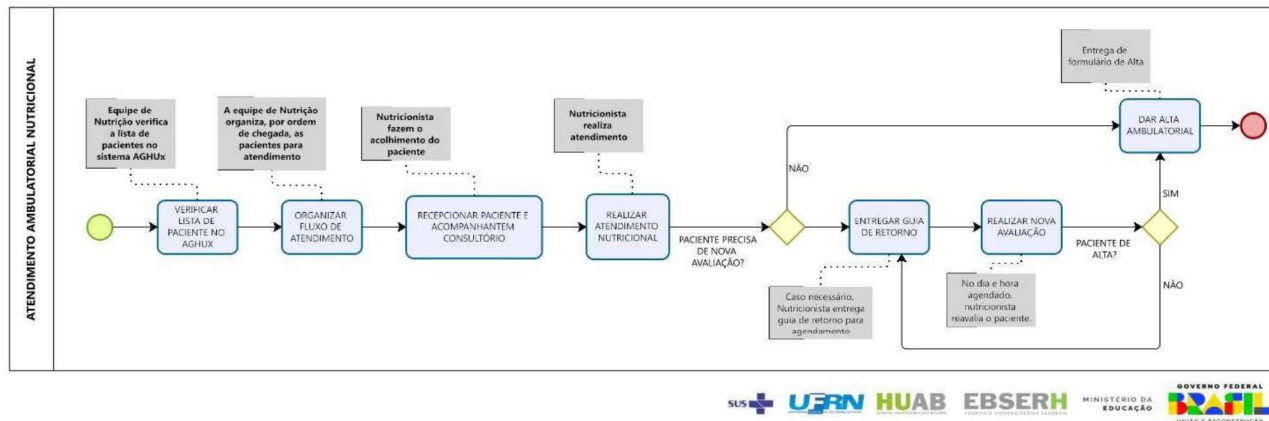 ATENDIMENTO AMBULATORIAL NUTRICIONAL
Equipe de
Nutrição verifica
a lista de
pacientes no
sistema AGHUx
A equipe de Nutrição
organiza, por ordem
de chegada, as
pacientes para
atendimento
Nutricionista
fazem o
acolhimento do
paciente
Nutricionista
realiza
atendimento
Entrega de
formulário de Alta
VERIFICAR
LISTA DE
PACIENTE NO
AGHUX
ORGANIZAR
FLUXO DE
ATENDIMENTO
RECEPCIONAR PACIENTE E
ACOMPANHANTEM
CONSULTÓRIO
REALIZAR
ATENDIMENTO
NUTRICIONAL
PACIENTE PRECISA
DE NOVA
AVALIAÇÃO?
NÃO
ENTREGAR GUIA
DE RETORNO
REALIZAR NOVA
AVALIAÇÃO
PACIENTE DE
ALTA?
SIM
NÃO
DAR ALTA
AMBULATORIAL
Caso necessário,
Nutricionista entrega
guia de retorno para
agendamento
No dia e hora
agendado,
nutricionista
reavalia o paciente.
SUS
UFRN
HUAB
EBSERH
MINISTÉRIO DA
EDUCAÇÃO
GOVERNO FEDERAL
BRASIL
UNIÃO E RECONSTRUÇÃO